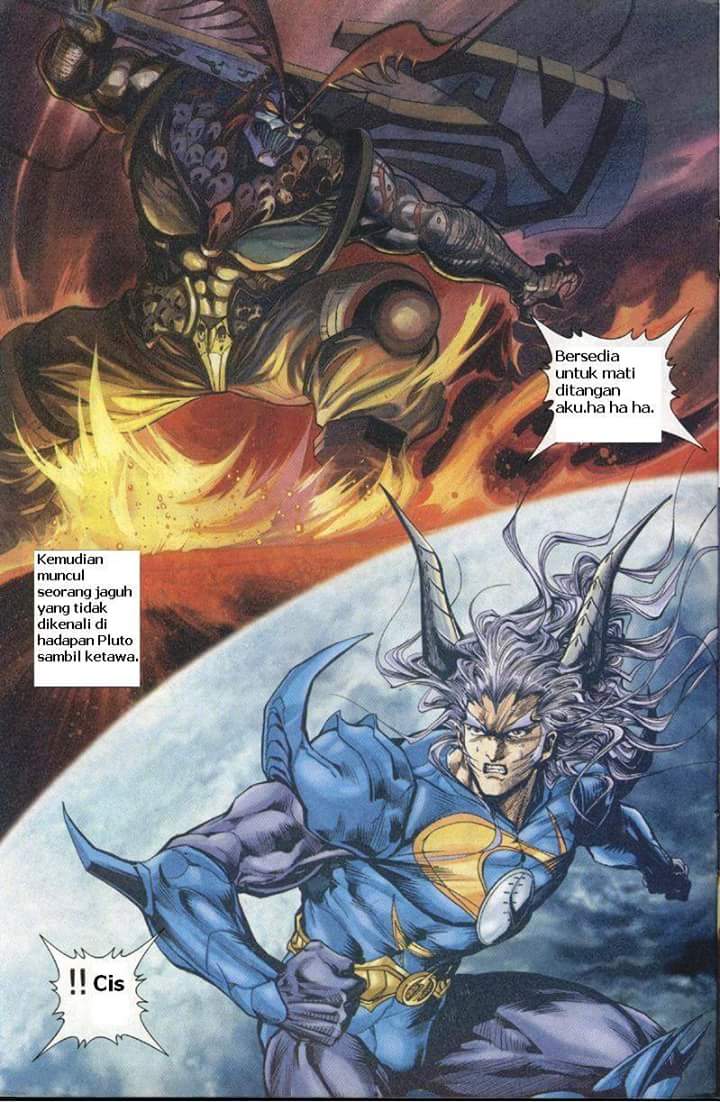 Bersedia
untuk mati
ditangan
aku.ha ha ha.
Kemudian
muncul
seorang jaguh
yang tidak
dikenali di
hadapan Pluto
sambil ketawa.
!! Cis